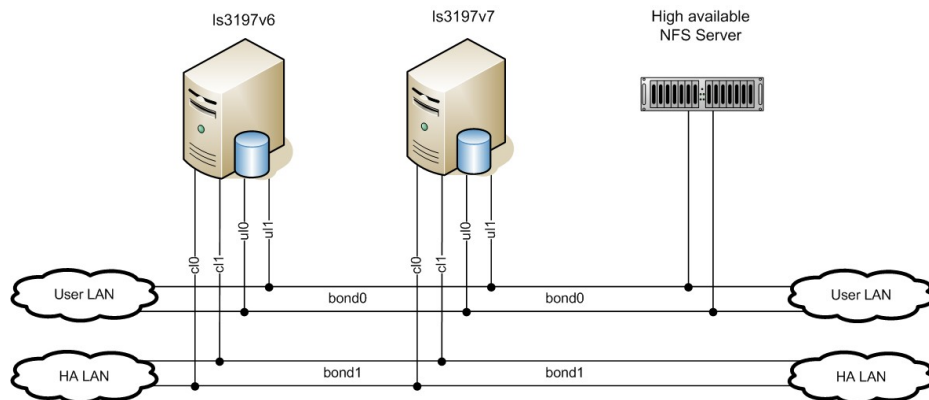 ls3197v6
ls3197v7
High available
NFS Server
cl0
cl1
ul0
ul1
cl0
cl1
ul0
ul1
User LAN
bond0
bond0
User LAN
HA LAN
bond1
bond1
HA LAN